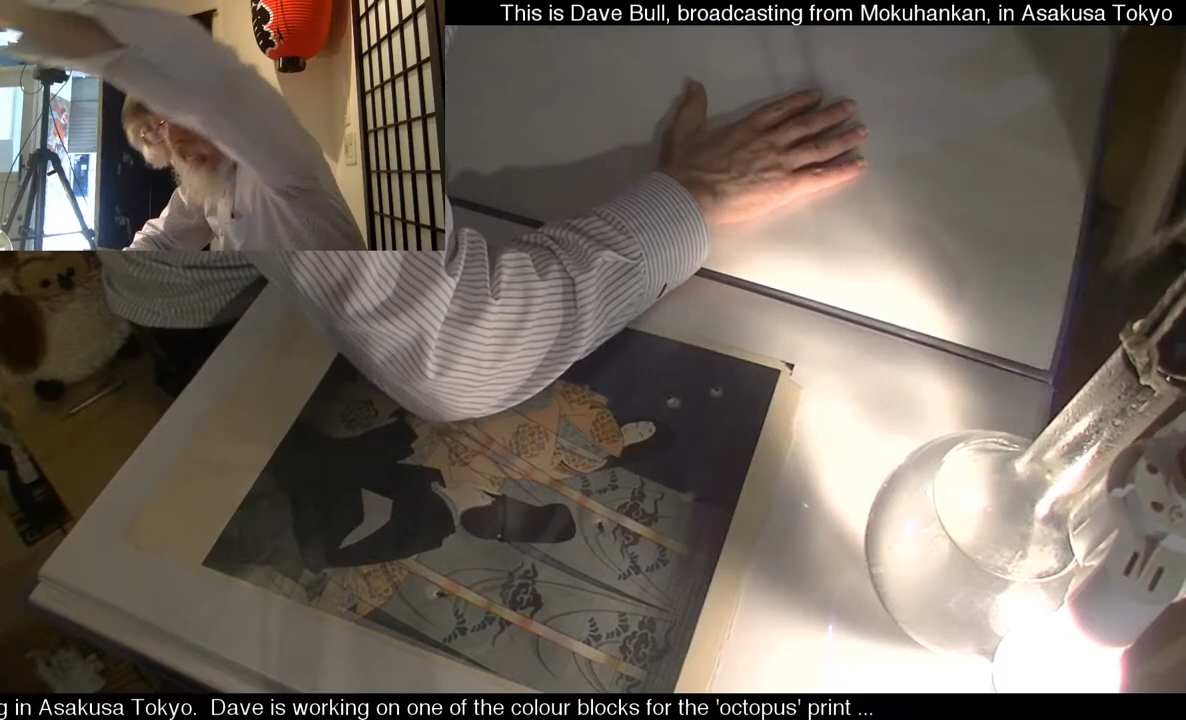 This is Dave Bull, broadcasting from Mokuhankan, in Asakusa Tokyo
g in Asakusa Tokyo.  Dave is working on one of the colour blocks for the 'octopus' print ...